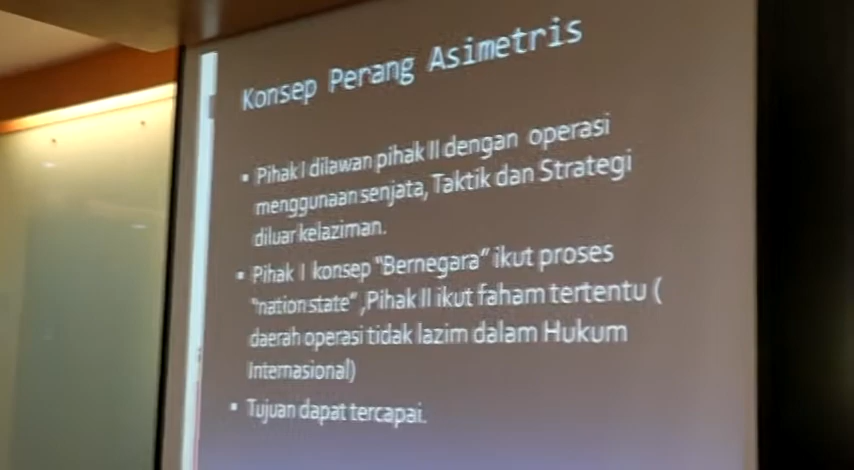 Konsep Perang Asimetris
▪ Pihak I dilawan pihak II dengan operasi
menggunaan senjata, Taktik dan Strategi
diluar kelaziman.
▪ Pihak I konsep "Bernegara" ikut proses
"nation state" ,Pihak II ikut faham tertentu (
daerah operasi tidak lazim dalam Hukum
Internasional)
▪ Tujuan dapat tercapai.